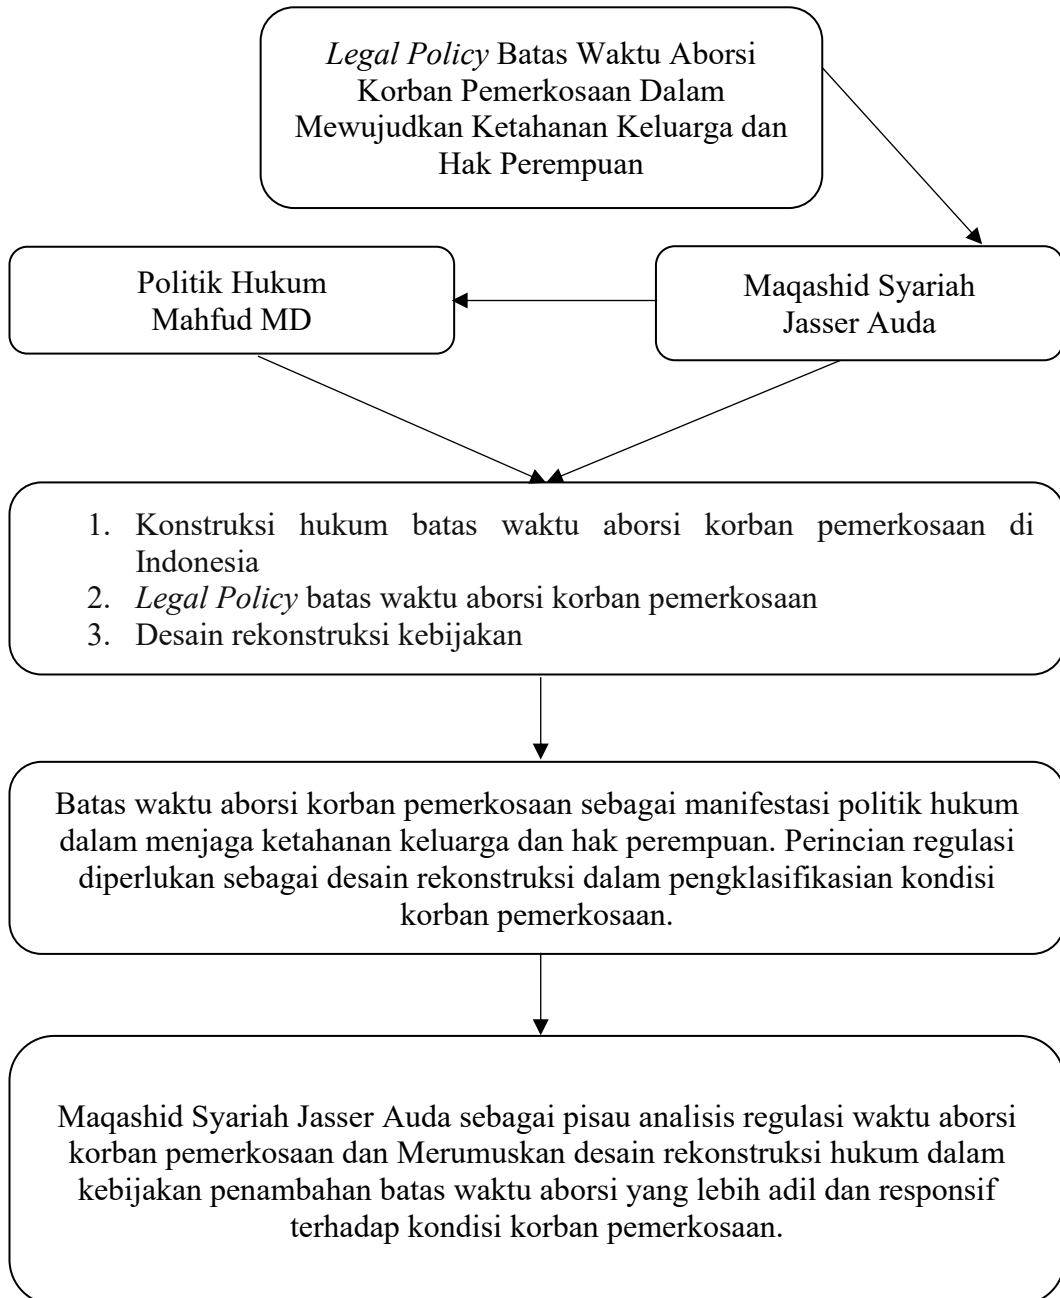 Legal Policy Batas Waktu Aborsi
Korban Pemerkosaan Dalam
Mewujudkan Ketahanan Keluarga dan
Hak Perempuan
Politik Hukum
Mahfud MD
Maqashid Syariah
Jasser Auda
1. Konstruksi hukum batas waktu aborsi korban pemerkosaan di
Indonesia
2. Legal Policy batas waktu aborsi korban pemerkosaan
3. Desain rekonstruksi kebijakan
Batas waktu aborsi korban pemerkosaan sebagai manifestasi politik hukum
dalam menjaga ketahanan keluarga dan hak perempuan. Perincian regulasi
diperlukan sebagai desain rekonstruksi dalam pengklasifikasian kondisi
korban pemerkosaan.
Maqashid Syariah Jasser Auda sebagai pisau analisis regulasi waktu aborsi
korban pemerkosaan dan Merumuskan desain rekonstruksi hukum dalam
kebijakan penambahan batas waktu aborsi yang lebih adil dan responsif
terhadap kondisi korban pemerkosaan.